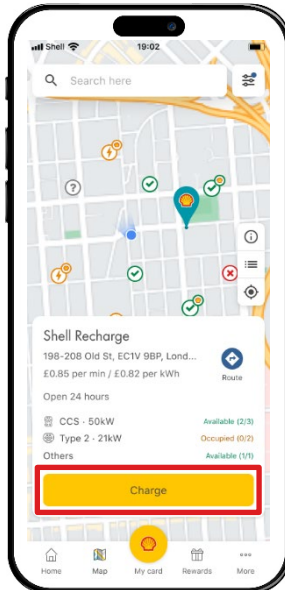 Shell 19:02
Search here
?
Shell Recharge
198-208 Old St, EC1V 9BP, Lond...
£0.85 per min / £0.82 per kWh
Route
Open 24 hours
CCS · 50kW Available (2/3)
Type 2 · 21kW Occupied (0/2)
Others Available (1/1)
Charge
Home Map My card Rewards More